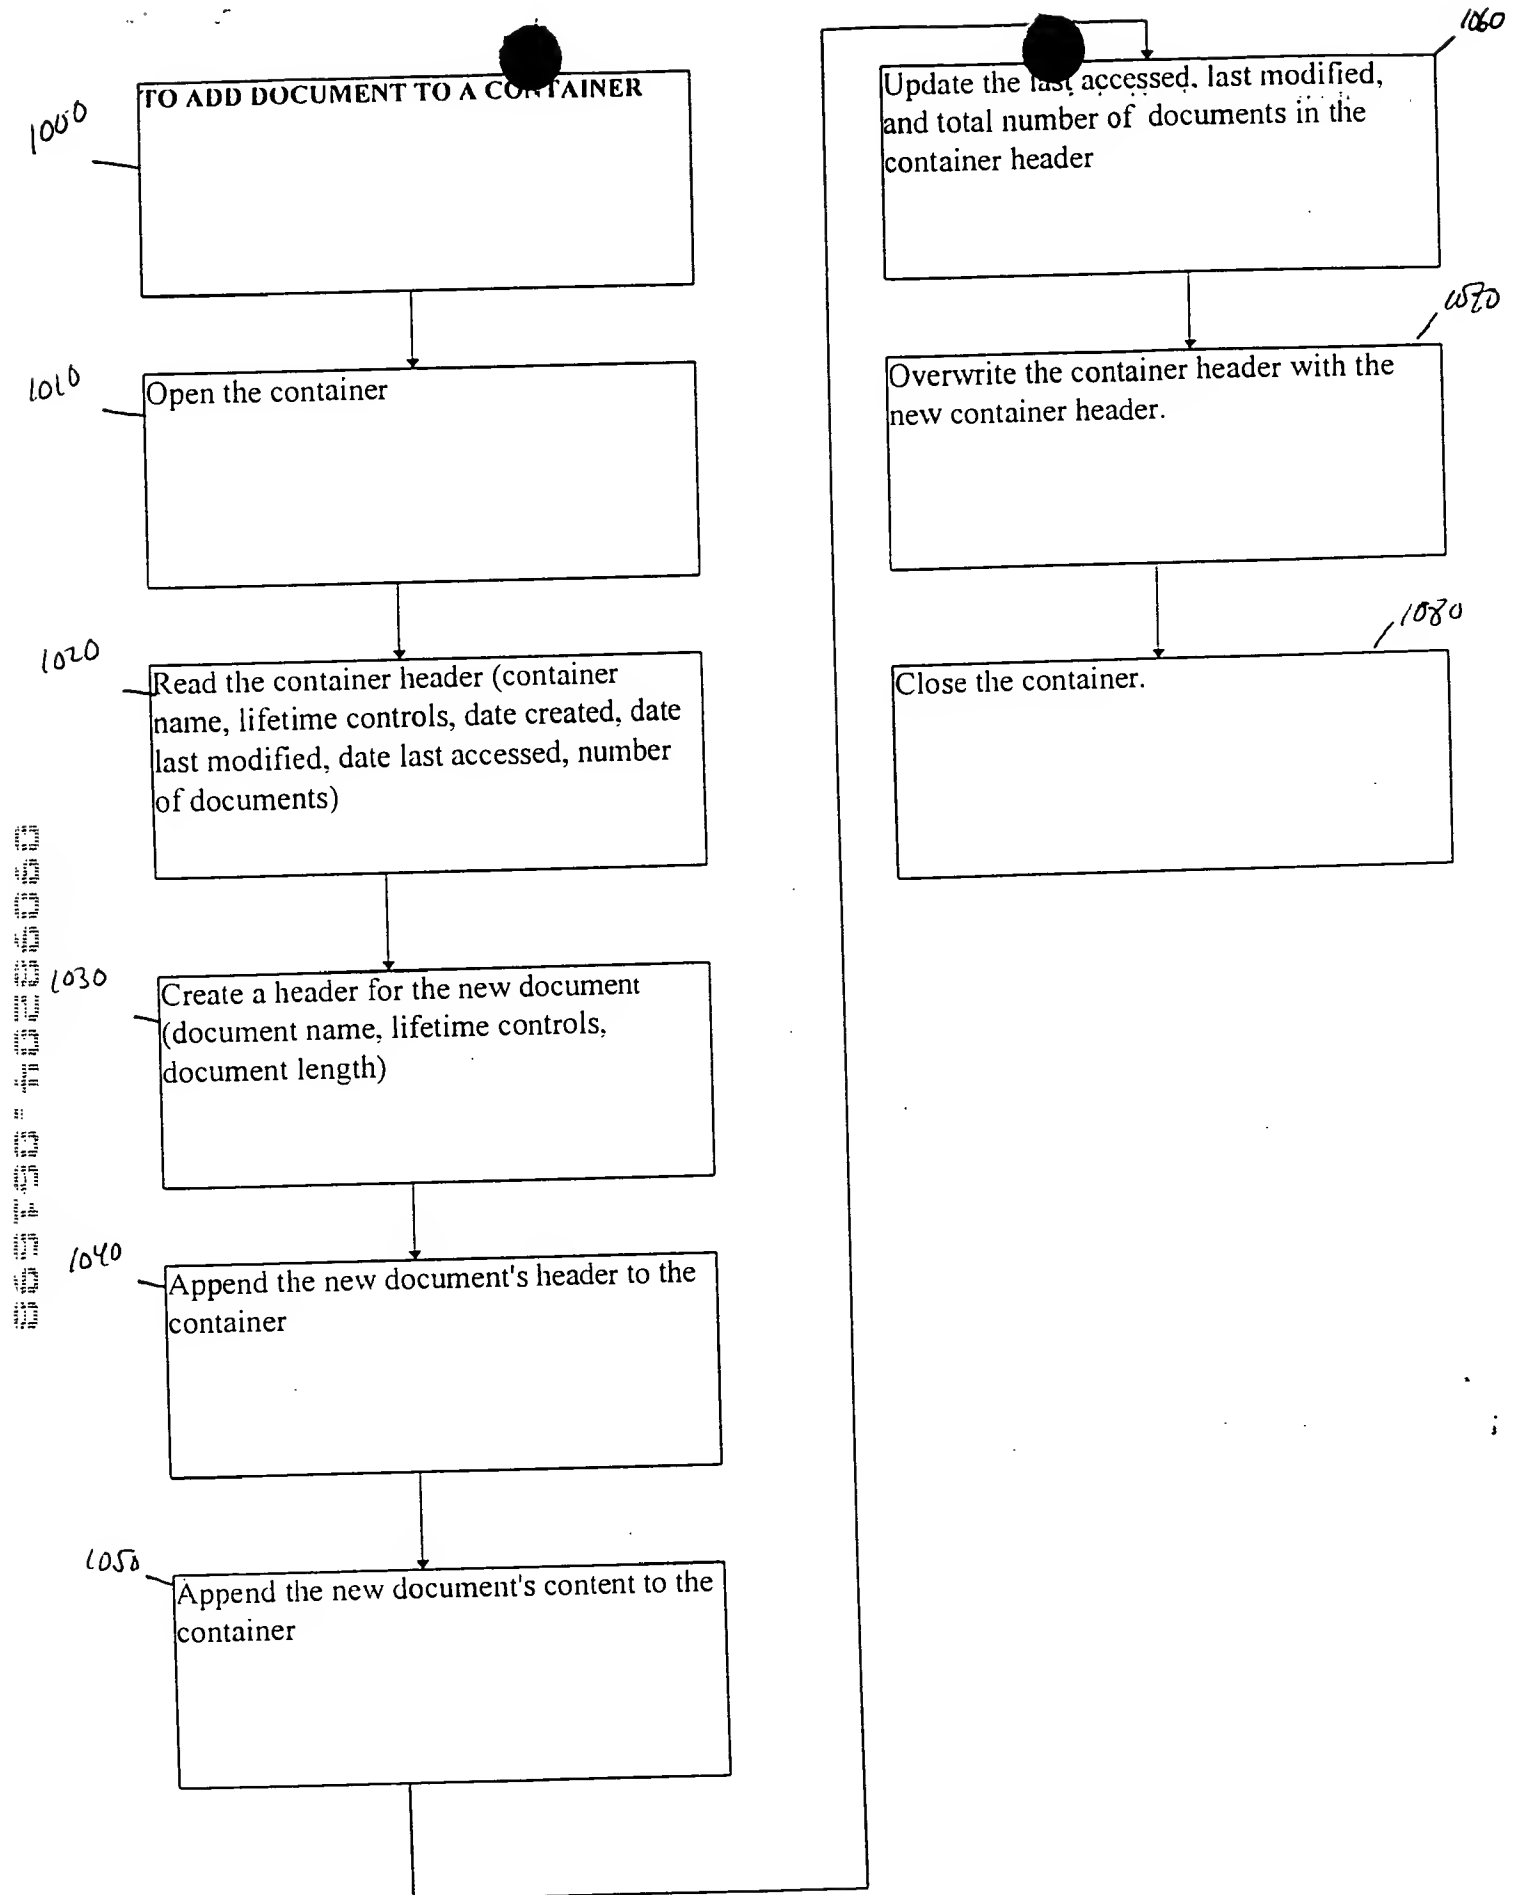 1000
TO ADD DOCUMENT TO A CONTAINER
1010
Open the container
1020
Read the container header (container
name, lifetime controls, date created, date
last modified, date last accessed, number
of documents)
1030
Create a header for the new document
(document name, lifetime controls,
document length)
1040
Append the new document's header to the
container
1050
Append the new document's content to the
container
1060
Update the last accessed, last modified,
and total number of documents in the
container header
1070
Overwrite the container header with the
new container header.
1080
Close the container.